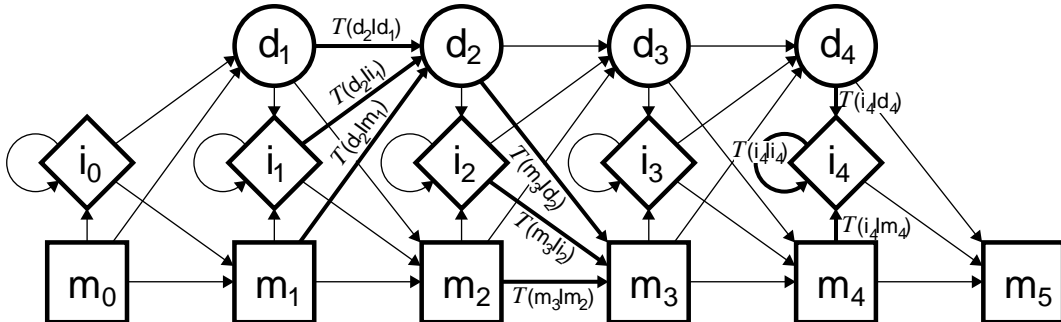 d₁ T(d₂|d₁) d₂ d₃ d₄
T(d₂|i₁)
T(i₄|d₄)
T(d₂|m₁)
i₀ i₁ i₂ i₃ T(i₄|i₄) i₄
T(m₃|d₂)
T(m₃|i₂)
T(i₄|m₄)
m₀ m₁ m₂ T(m₃|m₂) m₃ m₄ m₅